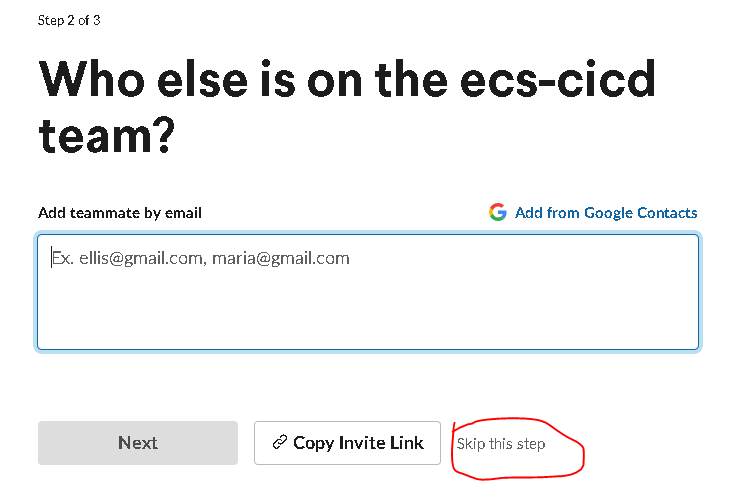 Step 2 of 3
Who else is on the ecs-cicd
team?
Add teammate by email
Add from Google Contacts
Ex. ellis@gmail.com, maria@gmail.com
Next
Copy Invite Link
Skip this step